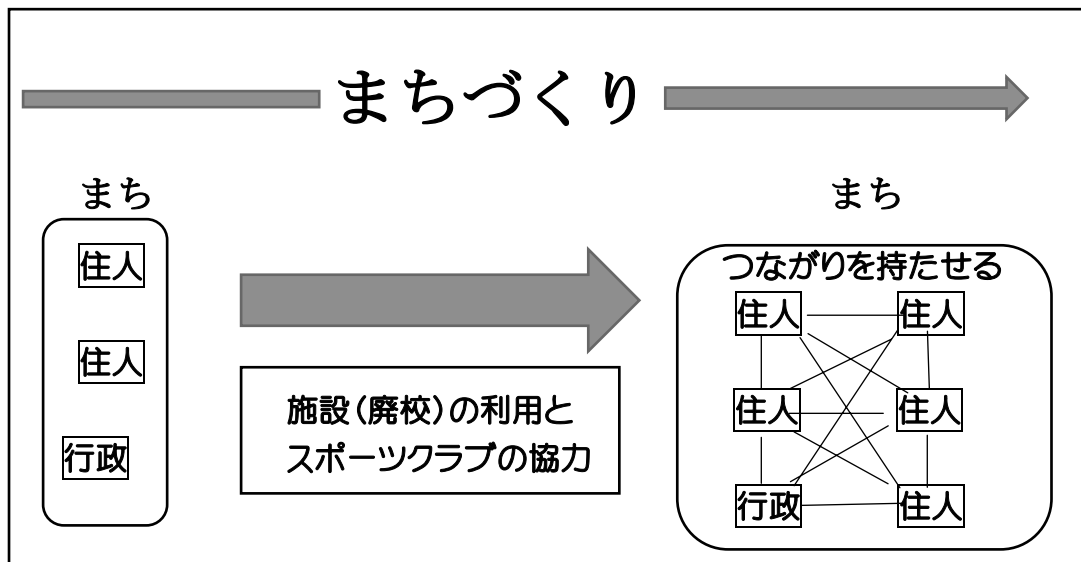 まちづくり
まち
住人
住人
行政
施設(廃校)の利用と
スポーツクラブの協力
まち
つながりを持たせる
住人 住人
住人 住人
行政 住人